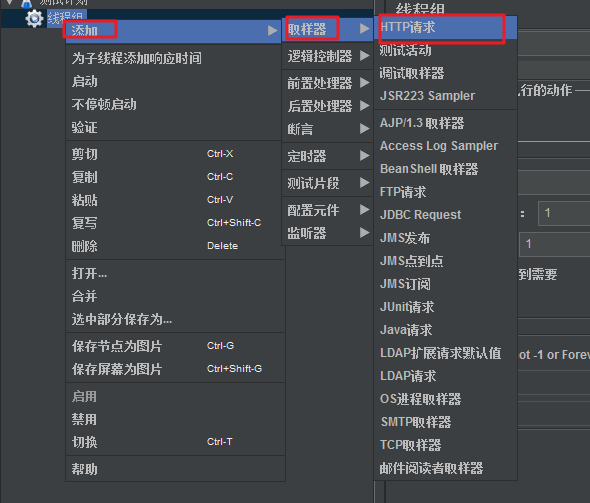 测试计划
线程组
添加
为子线程添加响应时间
启动
不停顿启动
验证
剪切 Ctrl-X
复制 Ctrl-C
粘贴 Ctrl-V
复写 Ctrl+Shift-C
删除 Delete
打开...
合并
选中部分保存为...
保存节点为图片 Ctrl-G
保存屏幕为图片 Ctrl+Shift-G
启用
禁用
切换 Ctrl-T
帮助
取样器
逻辑控制器
前置处理器
后置处理器
断言
定时器
测试片段
配置元件
监听器
HTTP请求
测试活动
调试取样器
JSR223 Sampler
AJP/1.3 取样器
Access Log Sampler
BeanShell 取样器
FTP请求
JDBC Request
JMS发布
JMS点到点
JMS订阅
JUnit请求
Java请求
LDAP扩展请求默认值
LDAP请求
OS进程取样器
SMTP取样器
TCP取样器
邮件阅读者取样器
线程组
行的动作
： 1
1
到需要
ot -1 or Forev